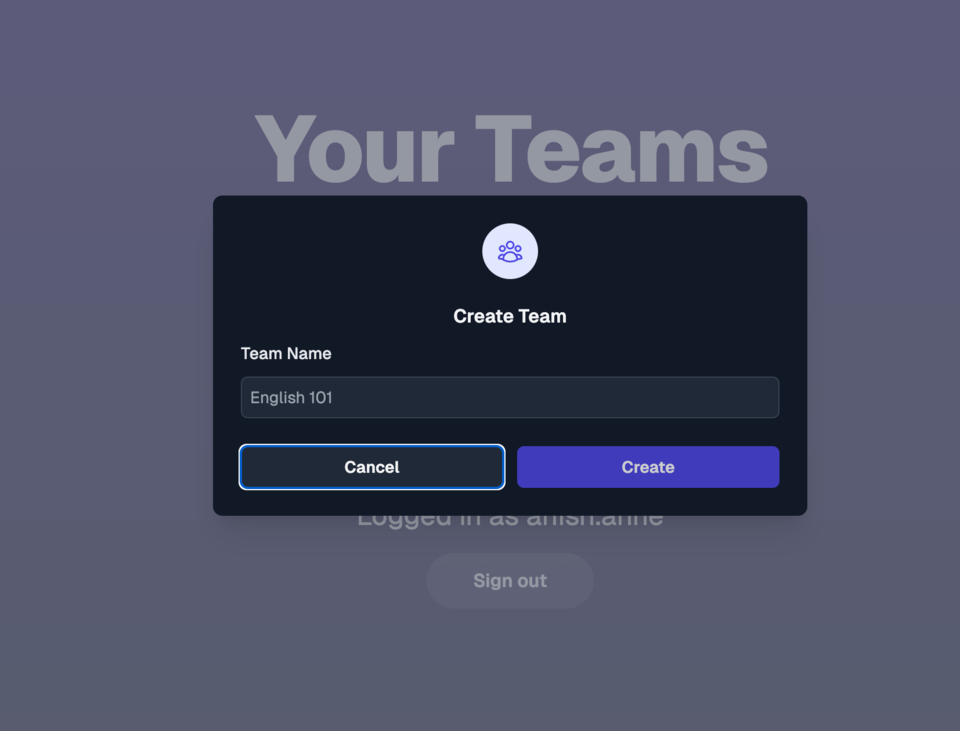 Your Teams
Create Team
Team Name
English 101
Cancel
Create
Logged in as anish.anne
Sign out